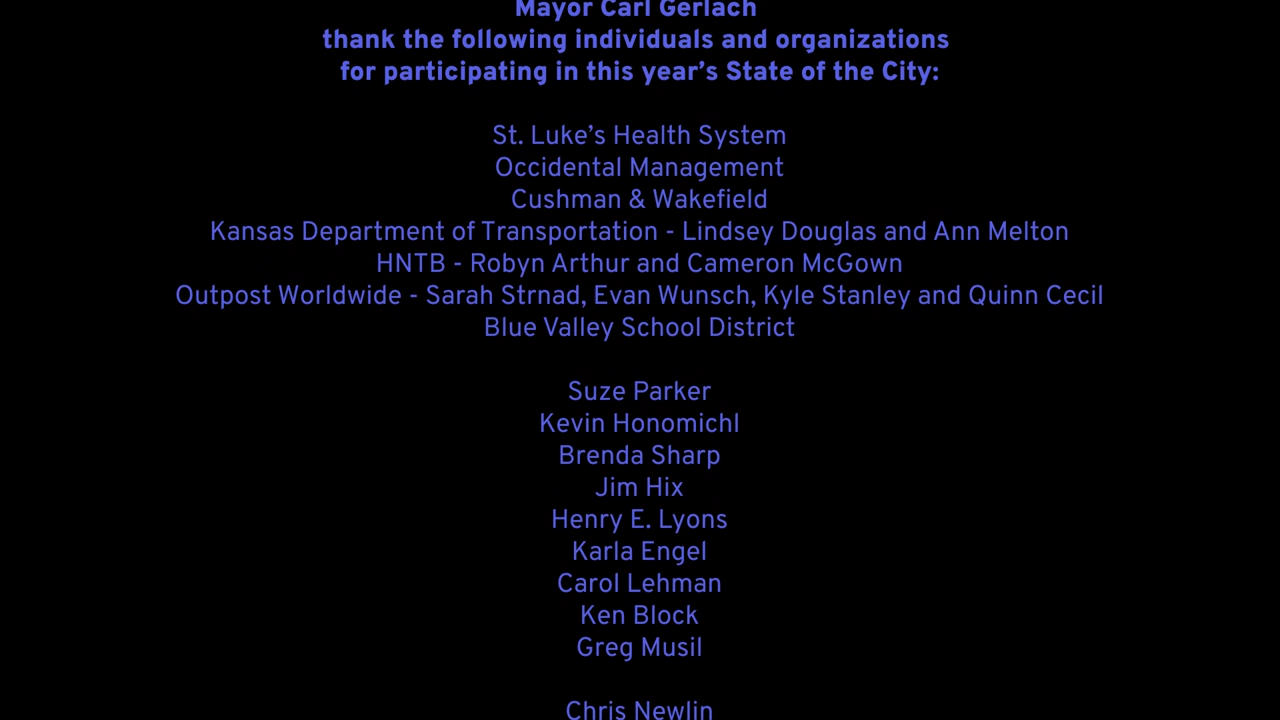 Mayor Carl Gerlach
thank the following individuals and organizations
for participating in this year’s State of the City:
St. Luke’s Health System
Occidental Management
Cushman & Wakefield
Kansas Department of Transportation - Lindsey Douglas and Ann Melton
HNTB - Robyn Arthur and Cameron McGown
Outpost Worldwide - Sarah Strnad, Evan Wunsch, Kyle Stanley and Quinn Cecil
Blue Valley School District
Suze Parker
Kevin Honomichl
Brenda Sharp
Jim Hix
Henry E. Lyons
Karla Engel
Carol Lehman
Ken Block
Greg Musil
Chris Newlin